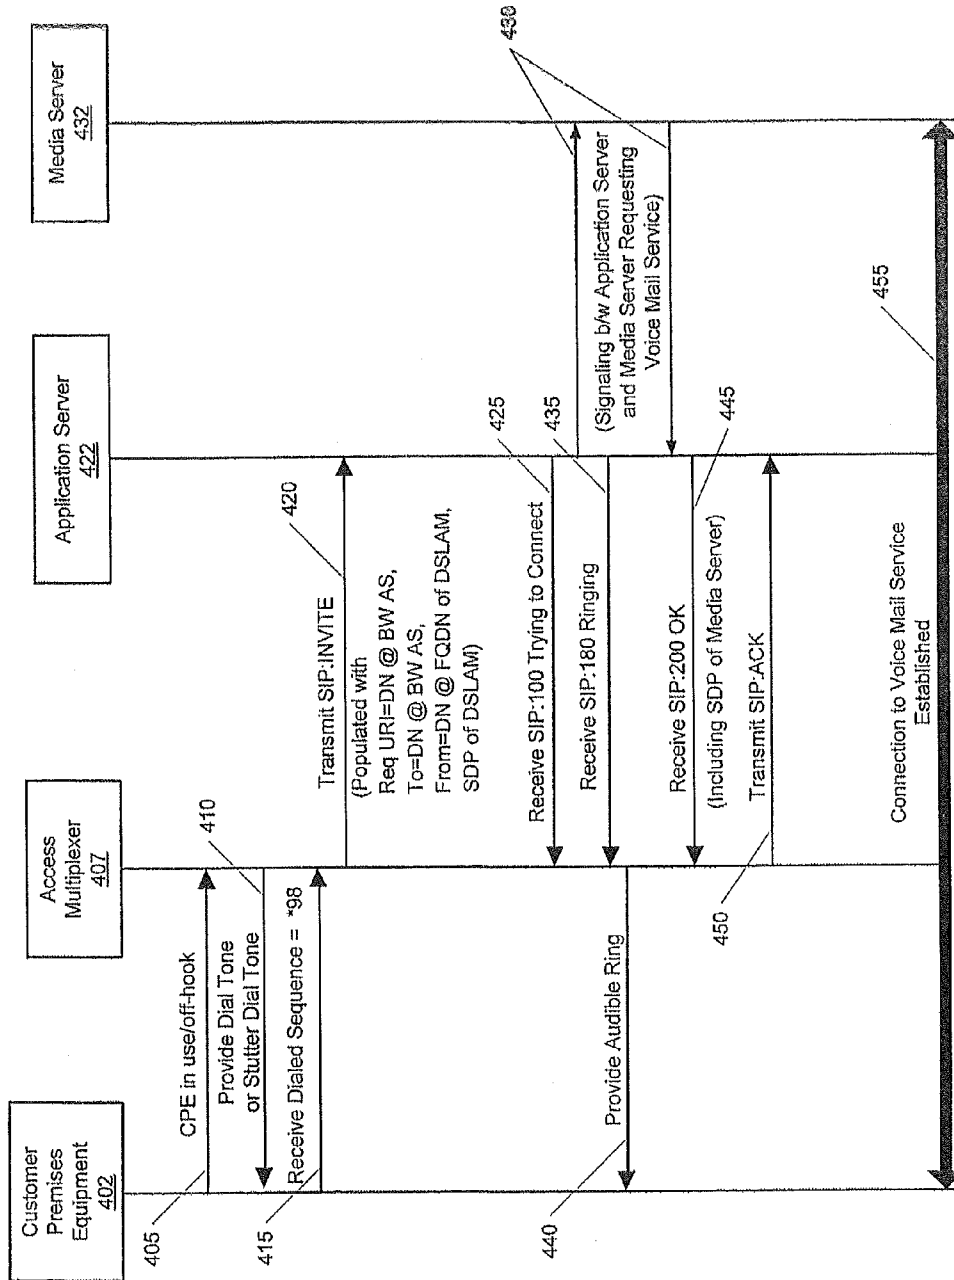 Customer
Premises
Equipment
402
Access
Multiplexer
407
Application Server
422
Media Server
432
405
CPE in use/off-hook
410
Provide Dial Tone
or Stutter Dial Tone
415
Receive Dialed Sequence = *98
Transmit SIP:INVITE
420
(Populated with
Req URI=DN @ BW AS,
To=DN @ BW AS,
From=DN @ FQDN of DSLAM,
SDP of DSLAM)
Receive SIP:100 Trying to Connect
425
430
Receive SIP:180 Ringing
435
(Signaling b/w Application Server
and Media Server Requesting
Voice Mail Service)
440
Provide Audible Ring
Receive SIP:200 OK
(Including SDP of Media Server)
445
450
Transmit SIP:ACK
Connection to Voice Mail Service
Established
455